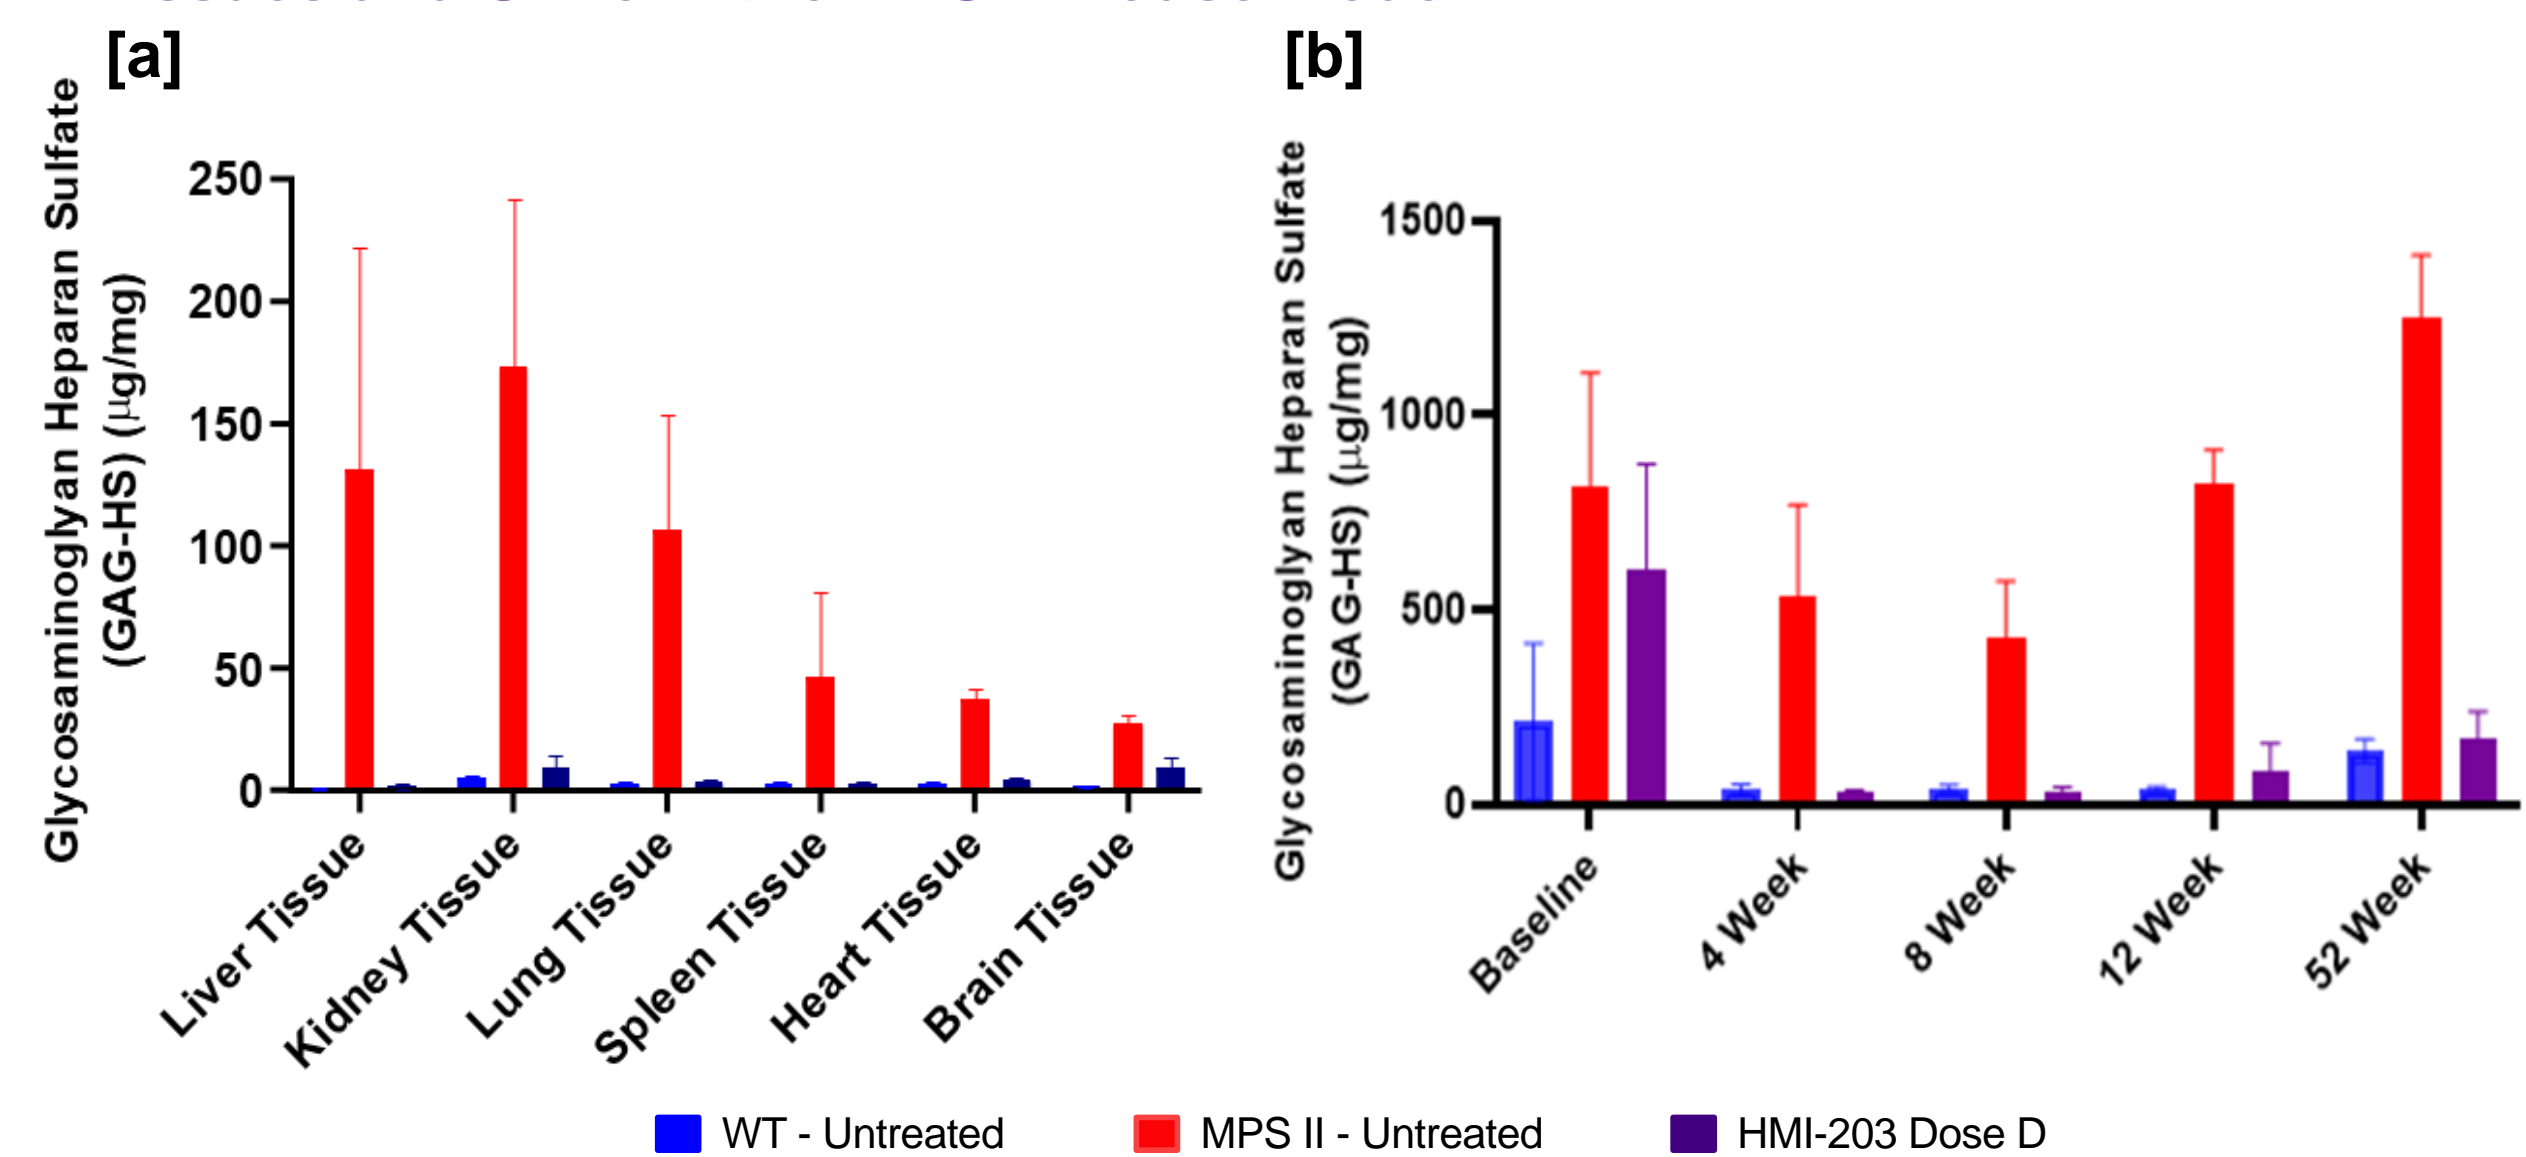 [a]
Glycosaminoglyan Heparan Sulfate
(GAG-HS) (μg/mg)
250
200
150
100
50
0
Liver Tissue
Kidney Tissue
Lung Tissue
Spleen Tissue
Heart Tissue
Brain Tissue
[b]
Glycosaminoglyan Heparan Sulfate
(GAG-HS) (μg/mg)
1500
1000
500
0
Baseline
4 Week
8 Week
12 Week
52 Week
WT - Untreated
MPS II - Untreated
HMI-203 Dose D